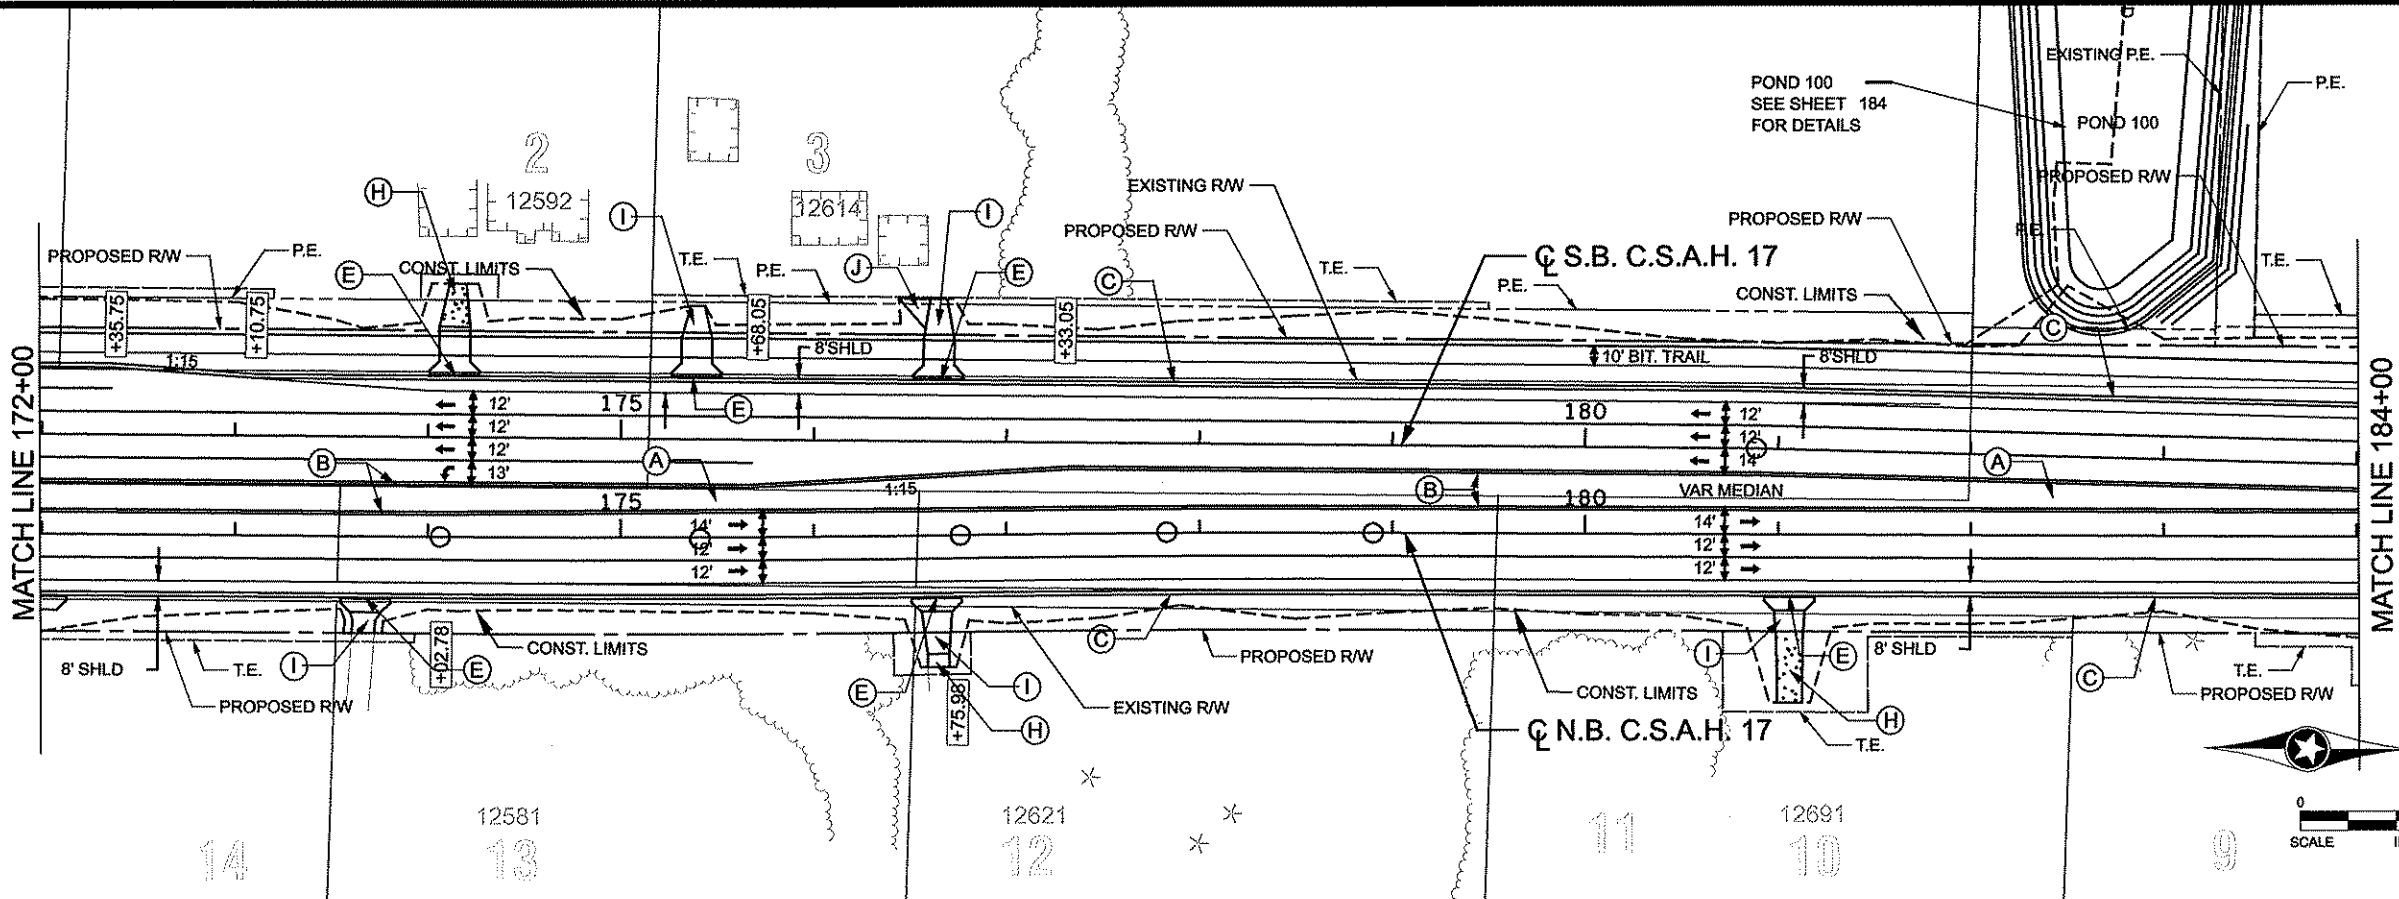 POND 100
SEE SHEET 184
FOR DETAILS
EXISTING P.E.
P.E.
POND 100
2
3
12592
12614
H
I
I
EXISTING R/W
PROPOSED R/W
PROPOSED R/W
PROPOSED R/W
PROPOSED R/W
P.E.
P.E.
CONST. LIMITS
E
T.E.
P.E.
J
E
C
T.E.
℄ S.B. C.S.A.H. 17
P.E.
CONST. LIMITS
T.E.
C
+35.75
+10.75
+68.05
+33.05
1:15
8'SHLD
10' BIT. TRAIL
8'SHLD
MATCH LINE 172+00
MATCH LINE 184+00
12'
12'
12'
13'
175
E
180
12'
12'
14'
B
A
1:15
B
VAR MEDIAN
A
175
180
14'
12'
12'
14'
12'
12'
8' SHLD
T.E.
I
+02.78
E
CONST. LIMITS
PROPOSED R/W
E
I
+75.98
H
C
PROPOSED R/W
EXISTING R/W
CONST. LIMITS
℄ N.B. C.S.A.H. 17
I
E
8' SHLD
H
T.E.
C
T.E.
PROPOSED R/W
12581
12621
12691
14
13
12
11
10
9
0
SCALE